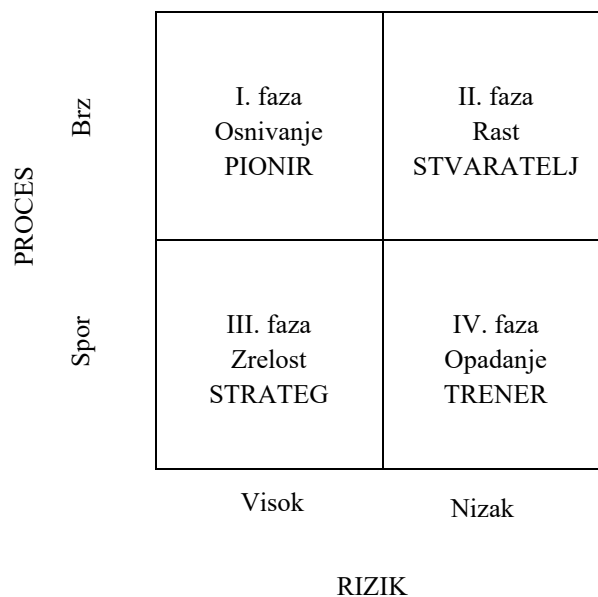 PROCES
Brz
I. faza
Osnivanje
PIONIR
II. faza
Rast
STVARATELJ
Spor
III. faza
Zrelost
STRATEG
IV. faza
Opadanje
TRENER
Visok
Nizak
RIZIK